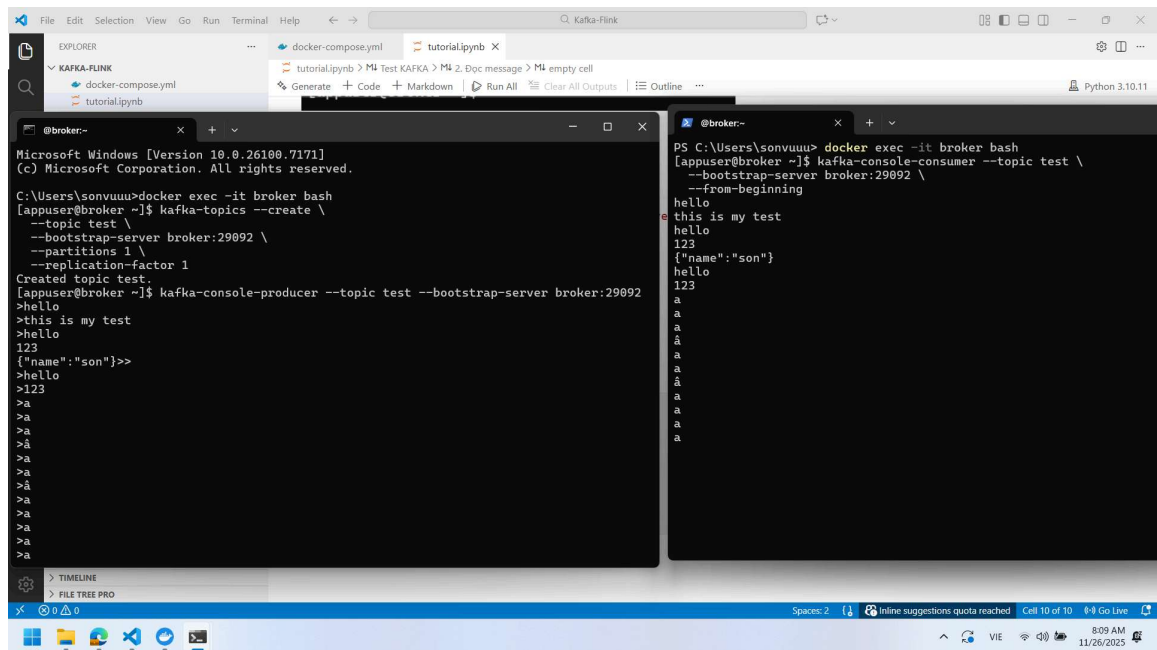 File Edit Selection View Go Run Terminal Help
Kafka-Flink
EXPLORER
docker-compose.yml
tutorial.ipynb
KAFKA-FLINK
docker-compose.yml
tutorial.ipynb
tutorial.ipynb > M↓ Test KAFKA > M↓ 2. Đọc message > M↓ empty cell
Generate + Code + Markdown Run All Clear All Outputs Outline ...
Python 3.10.11
@broker:~
Microsoft Windows [Version 10.0.26100.7171]
(c) Microsoft Corporation. All rights reserved.
C:\Users\sonvuuu>docker exec -it broker bash
[appuser@broker ~]$ kafka-topics --create \
--topic test \
--bootstrap-server broker:29092 \
--partitions 1 \
--replication-factor 1
Created topic test.
[appuser@broker ~]$ kafka-console-producer --topic test --bootstrap-server broker:29092
>hello
>this is my test
>hello
123
{"name":"son"}>>
>hello
>123
>a
>a
>a
>â
>a
>a
>â
>a
>a
>a
>a
>a
@broker:~
PS C:\Users\sonvuuu> docker exec -it broker bash
[appuser@broker ~]$ kafka-console-consumer --topic test \
--bootstrap-server broker:29092 \
--from-beginning
hello
this is my test
hello
123
{"name":"son"}
hello
123
a
a
a
â
a
a
â
a
a
a
a
TIMELINE
FILE TREE PRO
0 0
Spaces: 2 Inline suggestions quota reached Cell 10 of 10 Go Live
VIE
8:09 AM
11/26/2025